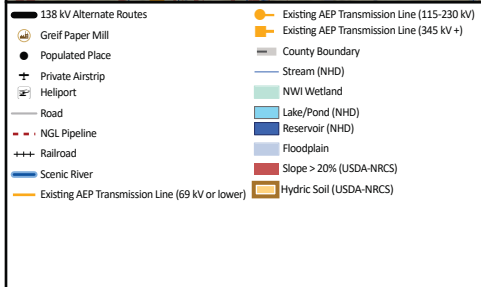 138 kV Alternate Routes
Greif Paper Mill
Populated Place
Private Airstrip
Heliport
Road
NGL Pipeline
Railroad
Scenic River
Existing AEP Transmission Line (69 kV or lower)
Existing AEP Transmission Line (115-230 kV)
Existing AEP Transmission Line (345 kV +)
County Boundary
Stream (NHD)
NWI Wetland
Lake/Pond (NHD)
Reservoir (NHD)
Floodplain
Slope > 20% (USDA-NRCS)
Hydric Soil (USDA-NRCS)